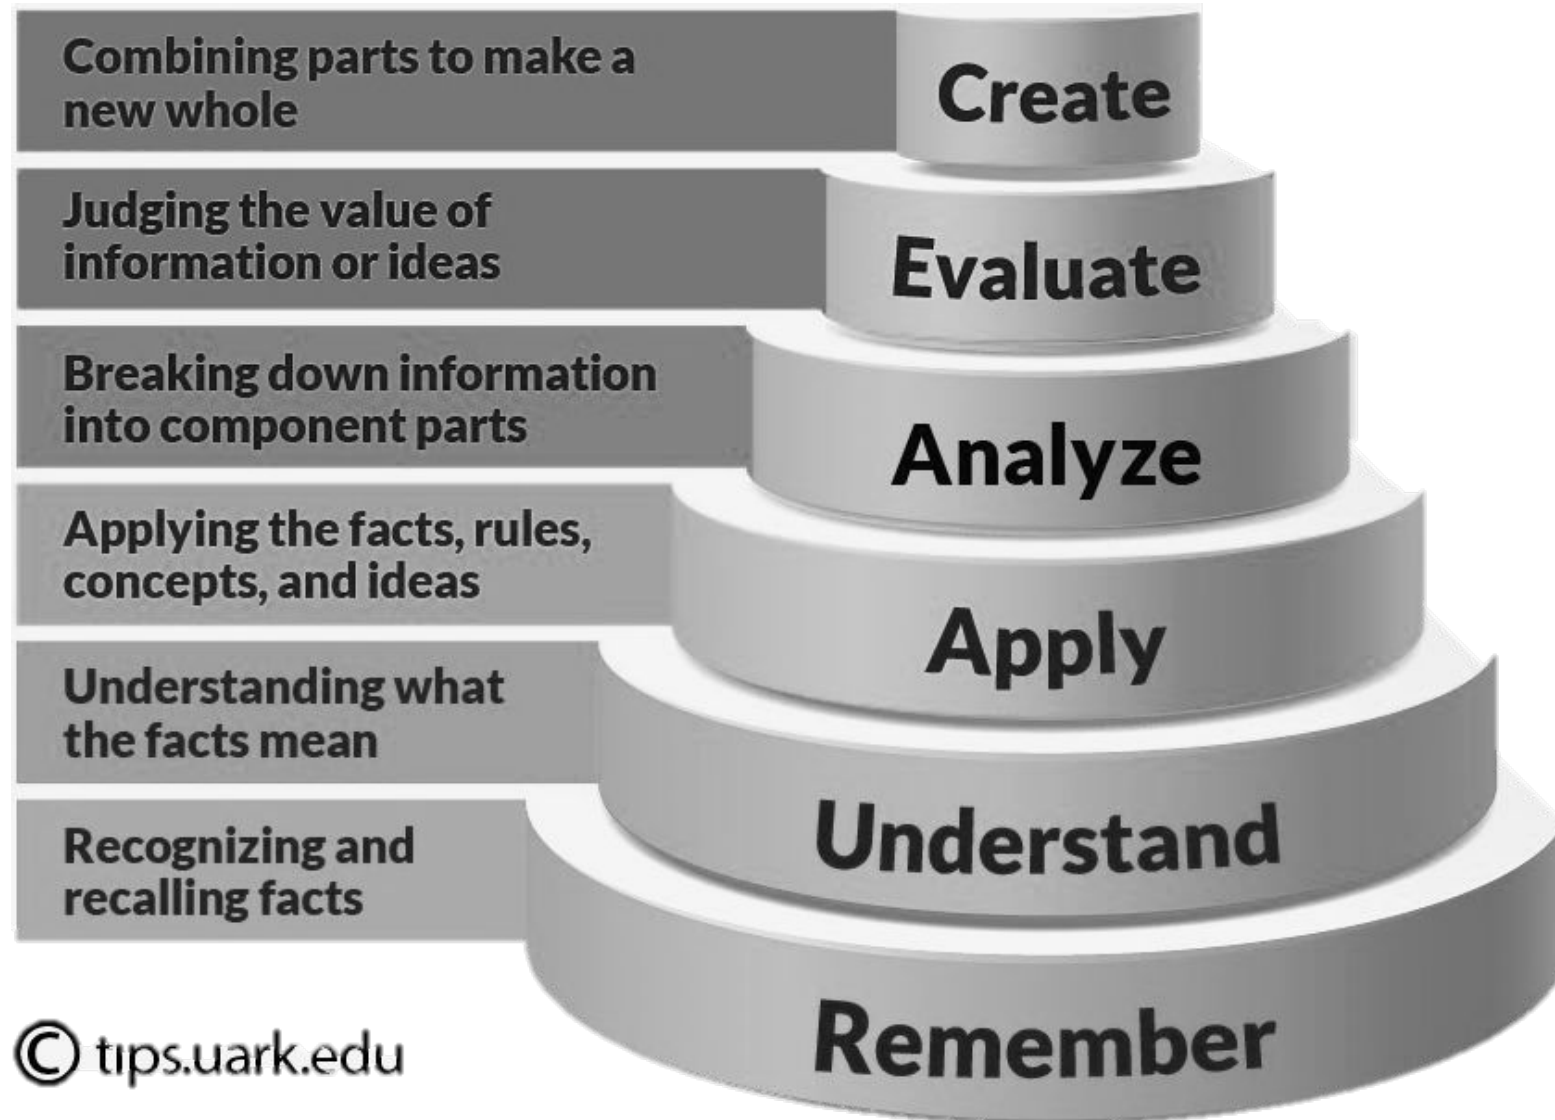 Combining parts to make a
new whole
Create
Judging the value of
information or ideas
Evaluate
Breaking down information
into component parts
Analyze
Applying the facts, rules,
concepts, and ideas
Apply
Understanding what
the facts mean
Understand
Recognizing and
recalling facts
Remember
© tips.uark.edu